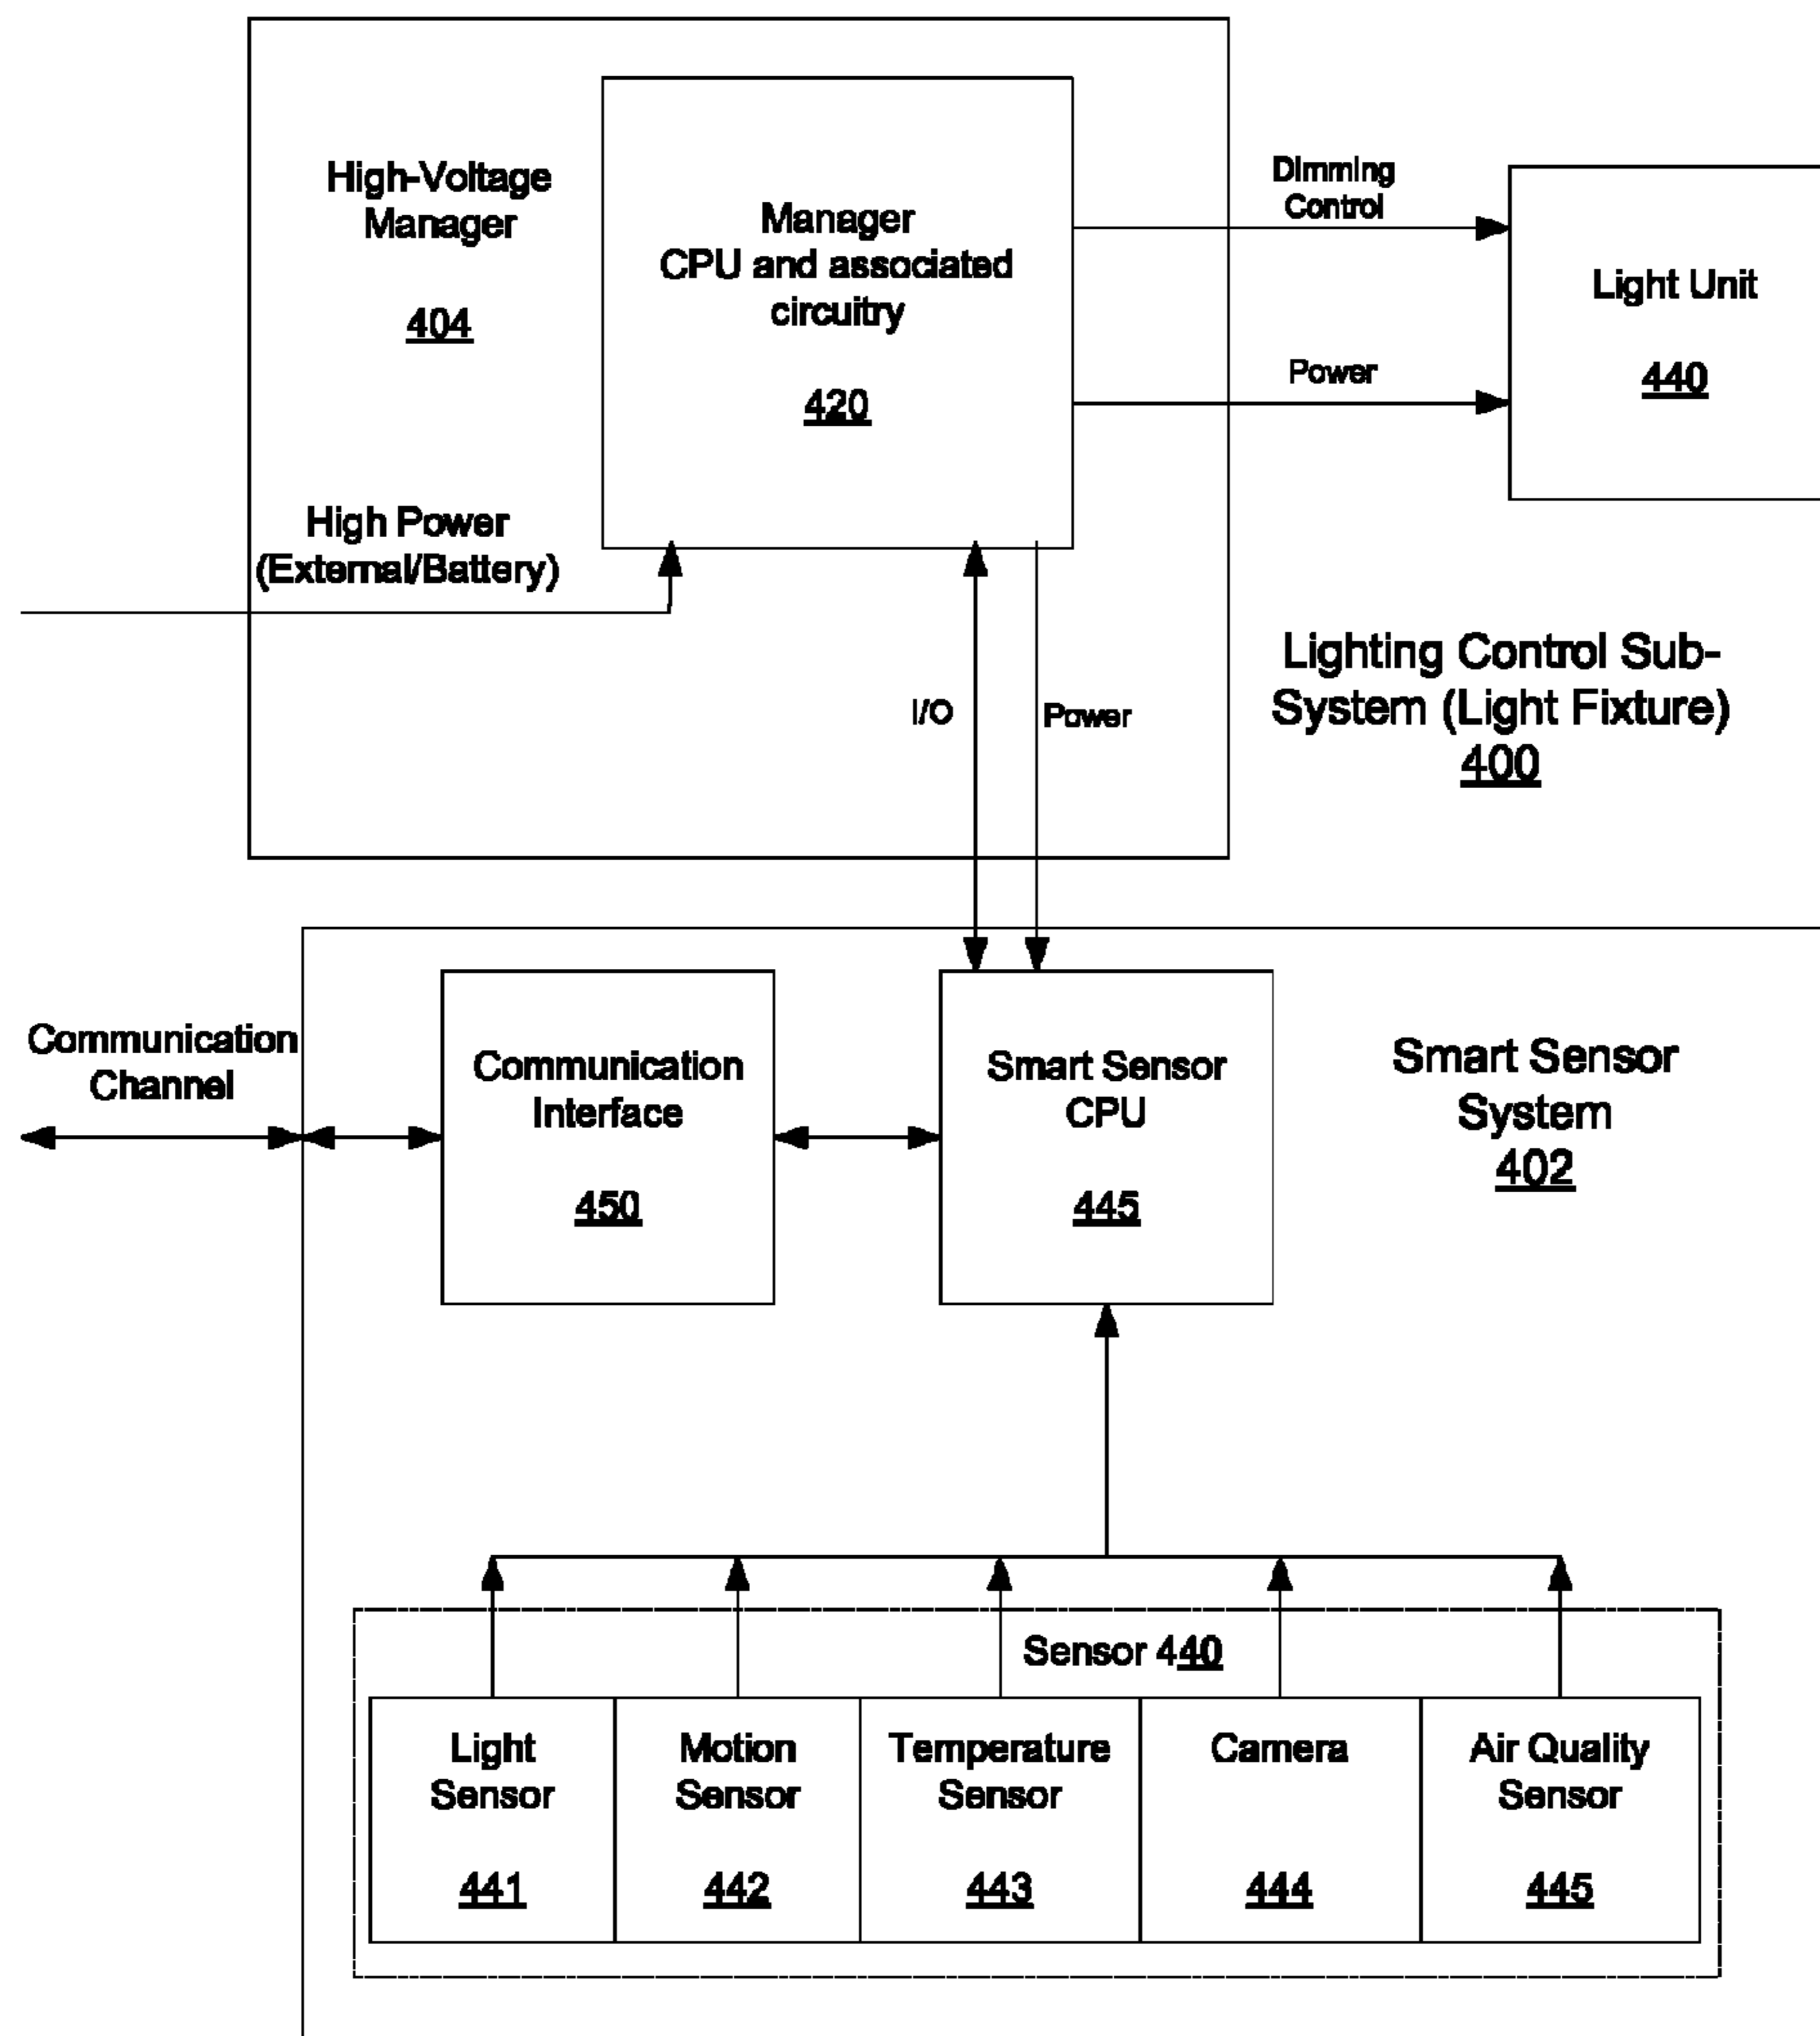 High-Voltage
Manager
404
Manager
CPU and associated
circuitry
420
Dimming
Control
Power
Light Unit
440
High Power
(External/Battery)
I/O
Power
Lighting Control Sub-
System (Light Fixture)
400
Communication
Channel
Communication
Interface
450
Smart Sensor
CPU
445
Smart Sensor
System
402
Sensor 440
Light
Sensor
441
Motion
Sensor
442
Temperature
Sensor
443
Camera
444
Air Quality
Sensor
445